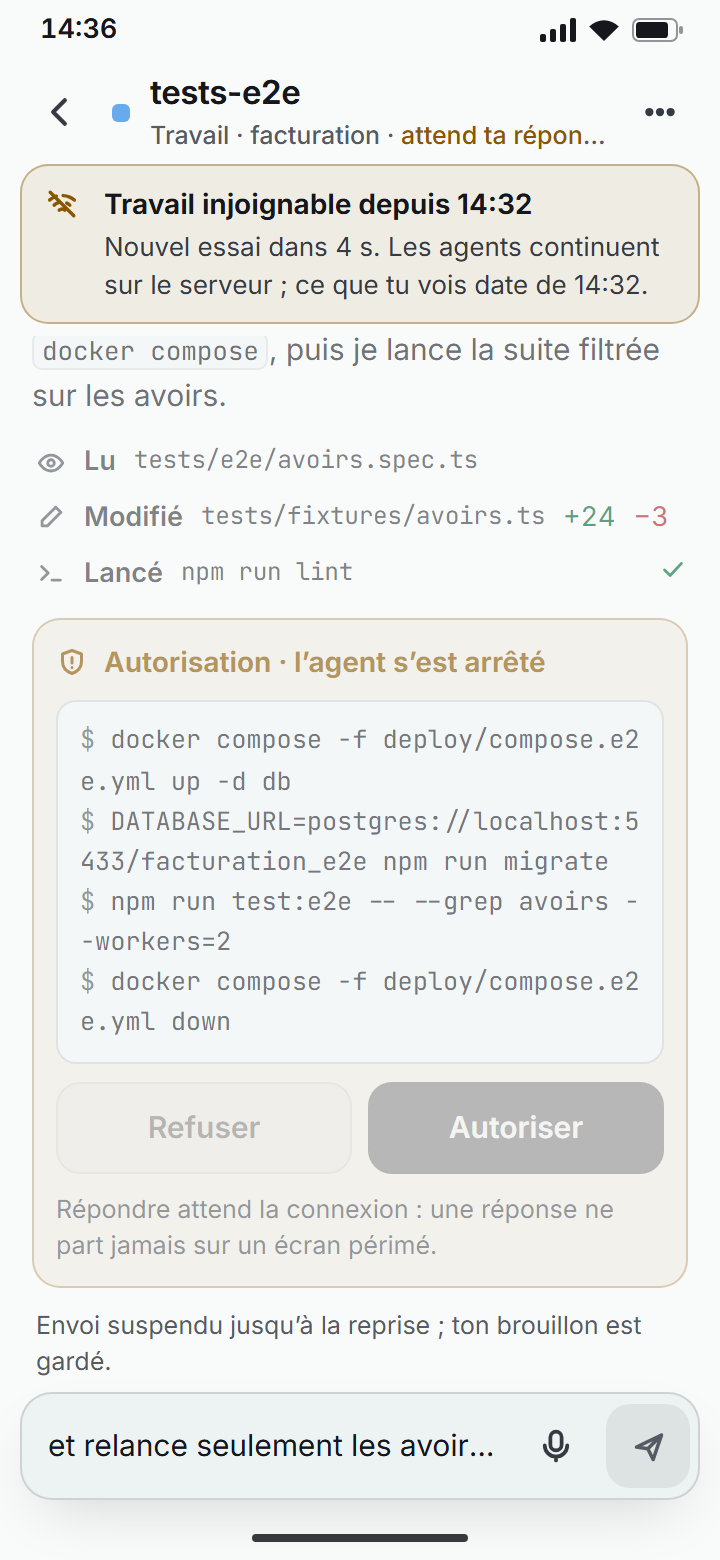 14:36
tests-e2e
Travail · facturation · attend ta répon…
Travail injoignable depuis 14:32
Nouvel essai dans 4 s. Les agents continuent
sur le serveur ; ce que tu vois date de 14:32.
docker compose, puis je lance la suite filtrée
sur les avoirs.
Lu tests/e2e/avoirs.spec.ts
Modifié tests/fixtures/avoirs.ts +24 −3
Lancé npm run lint
Autorisation · l’agent s’est arrêté
$ docker compose -f deploy/compose.e2
e.yml up -d db
$ DATABASE_URL=postgres://localhost:5
433/facturation_e2e npm run migrate
$ npm run test:e2e -- --grep avoirs -
-workers=2
$ docker compose -f deploy/compose.e2
e.yml down
Refuser
Autoriser
Répondre attend la connexion : une réponse ne
part jamais sur un écran périmé.
Envoi suspendu jusqu’à la reprise ; ton brouillon est
gardé.
et relance seulement les avoir…